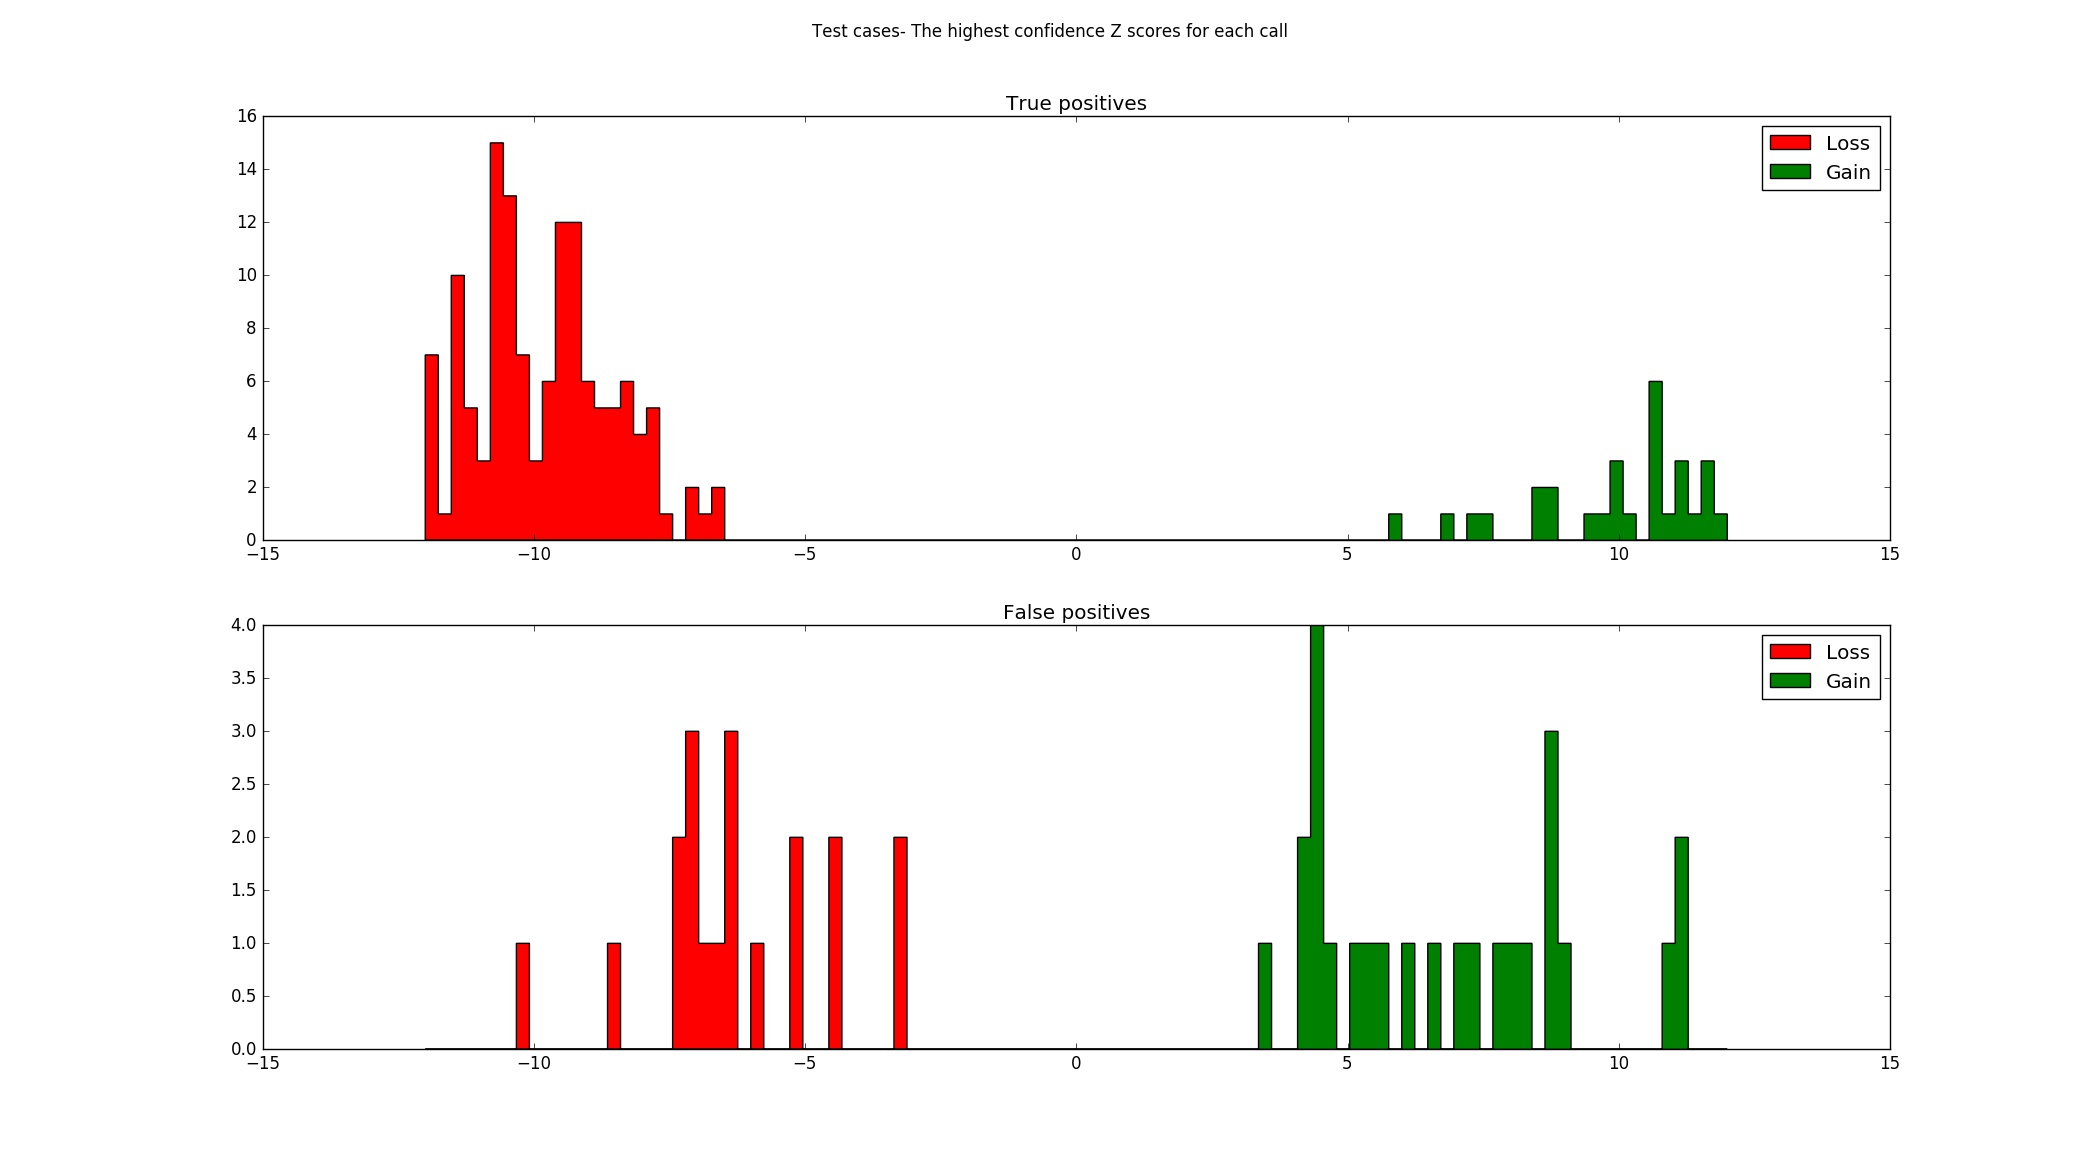 Test cases- The highest confidence Z scores for each call
True positives
16
14
12
10
8
6
4
2
0
Loss
Gain
−15 −10 −5 0 5 10 15
False positives
4.0
3.5
3.0
2.5
2.0
1.5
1.0
0.5
0.0
Loss
Gain
−15 −10 −5 0 5 10 15